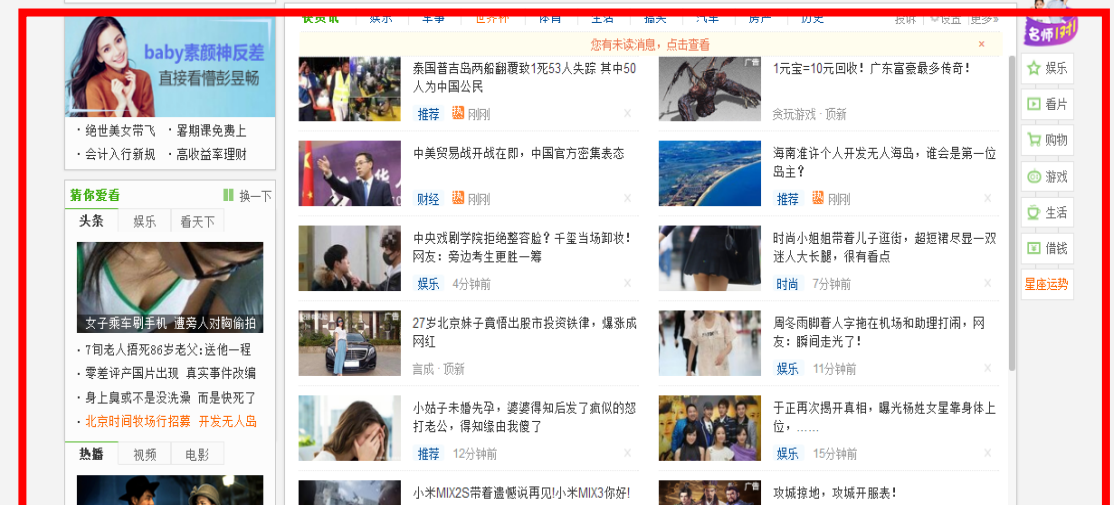 快资讯 娱乐 军事 世界杯 体育 生活 搞笑 汽车 房产 历史 投诉 设置 更多»
您有未读消息，点击查看 ×
baby素颜神反差
直接看懵彭昱畅
· 绝世美女带飞 · 暑期课免费上
· 会计入行新规 · 高收益率理财
猜你爱看 换一下
头条 娱乐 看天下
女子乘车刷手机 遭旁人对胸偷拍
· 7旬老人捂死86岁老父:送他一程
· 零差评产国片出现 真实事件改编
· 身上臭或不是没洗澡 而是快死了
· 北京时间牧场行招募 开发无人岛
热播 视频 电影
泰国普吉岛两船翻覆致1死53人失踪 其中50
人为中国公民
推荐 热 刚刚 ×
广告
1元宝=10元回收！广东富豪最多传奇！
贪玩游戏 · 顶新
中美贸易战开战在即，中国官方密集表态
财经 热 刚刚 ×
海南准许个人开发无人海岛，谁会是第一位
岛主？
推荐 热 刚刚 ×
中央戏剧学院拒绝整容脸？千玺当场卸妆！
网友：旁边考生更胜一筹
娱乐 4分钟前 ×
时尚小姐姐带着儿子逛街，超短裙尽显一双
迷人大长腿，很有看点
时尚 7分钟前 ×
广告
27岁北京妹子竟悟出股市投资铁律，爆涨成
网红
言成 · 顶新
周冬雨脚着人字拖在机场和助理打闹，网
友：瞬间走光了！
娱乐 11分钟前 ×
小姑子未婚先孕，婆婆得知后发了疯似的怒
打老公，得知缘由我傻了
推荐 12分钟前 ×
于正再次揭开真相，曝光杨姓女星靠身体上
位，……
娱乐 15分钟前 ×
小米MIX2S带着遗憾说再见!小米MIX3你好!
广告
攻城掠地，攻城开服表！
名师1对1
娱乐
看片
购物
游戏
生活
借钱
星座运势